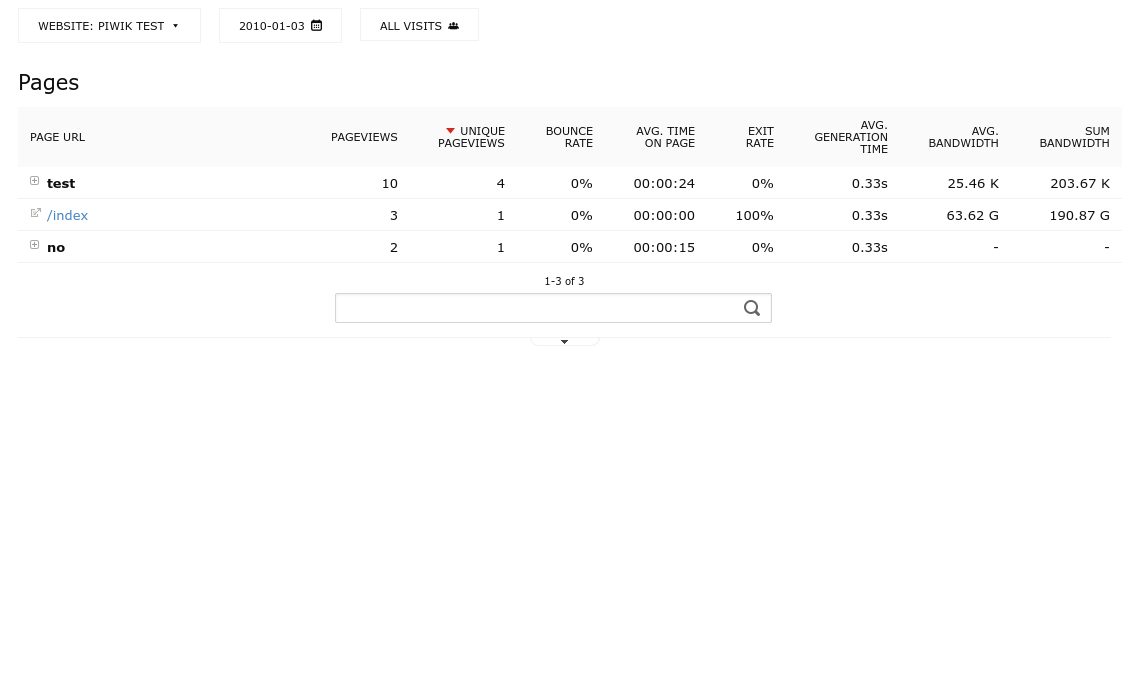 WEBSITE: PIWIK TEST 2010-01-03 ALL VISITS
Pages
PAGE URL PAGEVIEWS UNIQUE PAGEVIEWS BOUNCE RATE AVG. TIME ON PAGE EXIT RATE AVG. GENERATION TIME AVG. BANDWIDTH SUM BANDWIDTH
test 10 4 0% 00:00:24 0% 0.33s 25.46 K 203.67 K
/index 3 1 0% 00:00:00 100% 0.33s 63.62 G 190.87 G
no 2 1 0% 00:00:15 0% 0.33s - -
1-3 of 3